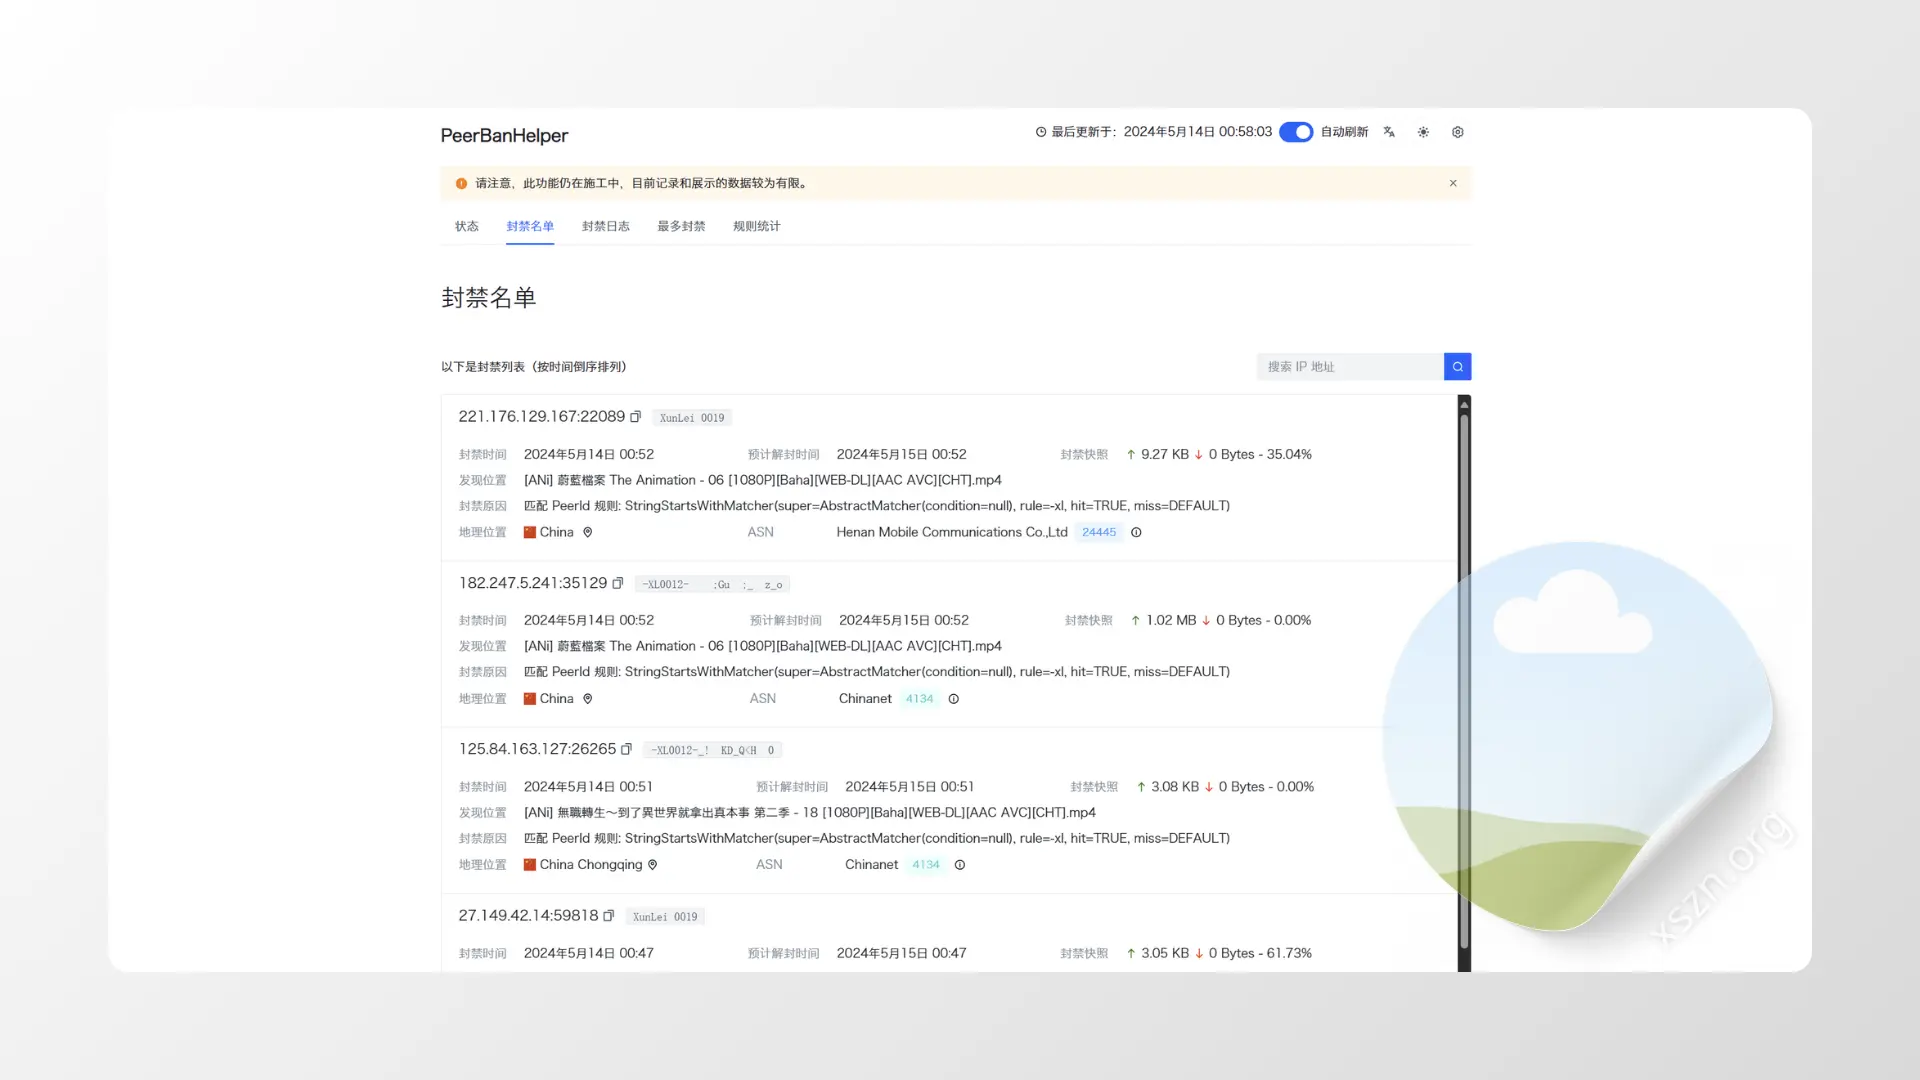 PeerBanHelper
最后更新于：2024年5月14日 00:58:03 自动刷新
请注意，此功能仍在施工中，目前记录和展示的数据较为有限。
状态 封禁名单 封禁日志 最多封禁 规则统计
封禁名单
以下是封禁列表（按时间倒序排列）
搜索 IP 地址
221.176.129.167:22089 XunLei 0019
封禁时间 2024年5月14日 00:52 预计解封时间 2024年5月15日 00:52 封禁快照 ↑ 9.27 KB ↓ 0 Bytes - 35.04%
发现位置 [ANi] 蔚藍檔案 The Animation - 06 [1080P][Baha][WEB-DL][AAC AVC][CHT].mp4
封禁原因 匹配 PeerId 规则: StringStartsWithMatcher(super=AbstractMatcher(condition=null), rule=-xl, hit=TRUE, miss=DEFAULT)
地理位置 China ASN Henan Mobile Communications Co.,Ltd 24445
182.247.5.241:35129 -XL0012- ;Gu :_ z_o
封禁时间 2024年5月14日 00:52 预计解封时间 2024年5月15日 00:52 封禁快照 ↑ 1.02 MB ↓ 0 Bytes - 0.00%
发现位置 [ANi] 蔚藍檔案 The Animation - 06 [1080P][Baha][WEB-DL][AAC AVC][CHT].mp4
封禁原因 匹配 PeerId 规则: StringStartsWithMatcher(super=AbstractMatcher(condition=null), rule=-xl, hit=TRUE, miss=DEFAULT)
地理位置 China ASN Chinanet 4134
125.84.163.127:26265 -XL0012-_! KD_Q<H 0
封禁时间 2024年5月14日 00:51 预计解封时间 2024年5月15日 00:51 封禁快照 ↑ 3.08 KB ↓ 0 Bytes - 0.00%
发现位置 [ANi] 無職轉生～到了異世界就拿出真本事 第二季 - 18 [1080P][Baha][WEB-DL][AAC AVC][CHT].mp4
封禁原因 匹配 PeerId 规则: StringStartsWithMatcher(super=AbstractMatcher(condition=null), rule=-xl, hit=TRUE, miss=DEFAULT)
地理位置 China Chongqing ASN Chinanet 4134
27.149.42.14:59818 XunLei 0019
封禁时间 2024年5月14日 00:47 预计解封时间 2024年5月15日 00:47 封禁快照 ↑ 3.05 KB ↓ 0 Bytes - 61.73%
xszn.org